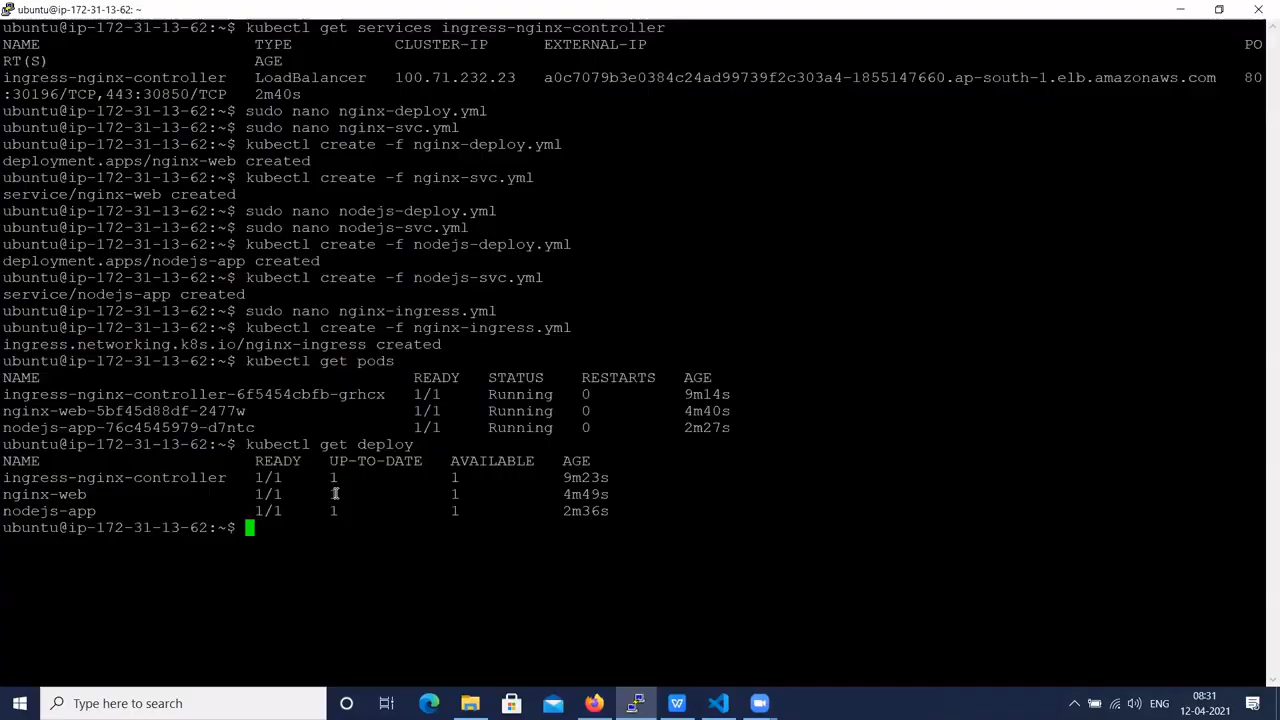 ubuntu@ip-172-31-13-62: ~
ubuntu@ip-172-31-13-62:~$ kubectl get services ingress-nginx-controller
NAME TYPE CLUSTER-IP EXTERNAL-IP PO
RT(S) AGE
ingress-nginx-controller LoadBalancer 100.71.232.23 a0c7079b3e0384c24ad99739f2c303a4-1855147660.ap-south-1.elb.amazonaws.com 80
:30196/TCP,443:30850/TCP 2m40s
ubuntu@ip-172-31-13-62:~$ sudo nano nginx-deploy.yml
ubuntu@ip-172-31-13-62:~$ sudo nano nginx-svc.yml
ubuntu@ip-172-31-13-62:~$ kubectl create -f nginx-deploy.yml
deployment.apps/nginx-web created
ubuntu@ip-172-31-13-62:~$ kubectl create -f nginx-svc.yml
service/nginx-web created
ubuntu@ip-172-31-13-62:~$ sudo nano nodejs-deploy.yml
ubuntu@ip-172-31-13-62:~$ sudo nano nodejs-svc.yml
ubuntu@ip-172-31-13-62:~$ kubectl create -f nodejs-deploy.yml
deployment.apps/nodejs-app created
ubuntu@ip-172-31-13-62:~$ kubectl create -f nodejs-svc.yml
service/nodejs-app created
ubuntu@ip-172-31-13-62:~$ sudo nano nginx-ingress.yml
ubuntu@ip-172-31-13-62:~$ kubectl create -f nginx-ingress.yml
ingress.networking.k8s.io/nginx-ingress created
ubuntu@ip-172-31-13-62:~$ kubectl get pods
NAME READY STATUS RESTARTS AGE
ingress-nginx-controller-6f5454cbfb-grhcx 1/1 Running 0 9m14s
nginx-web-5bf45d88df-2477w 1/1 Running 0 4m40s
nodejs-app-76c4545979-d7ntc 1/1 Running 0 2m27s
ubuntu@ip-172-31-13-62:~$ kubectl get deploy
NAME READY UP-TO-DATE AVAILABLE AGE
ingress-nginx-controller 1/1 1 1 9m23s
nginx-web 1/1 1 1 4m49s
nodejs-app 1/1 1 1 2m36s
ubuntu@ip-172-31-13-62:~$
Type here to search
ENG
08:31
12-04-2021